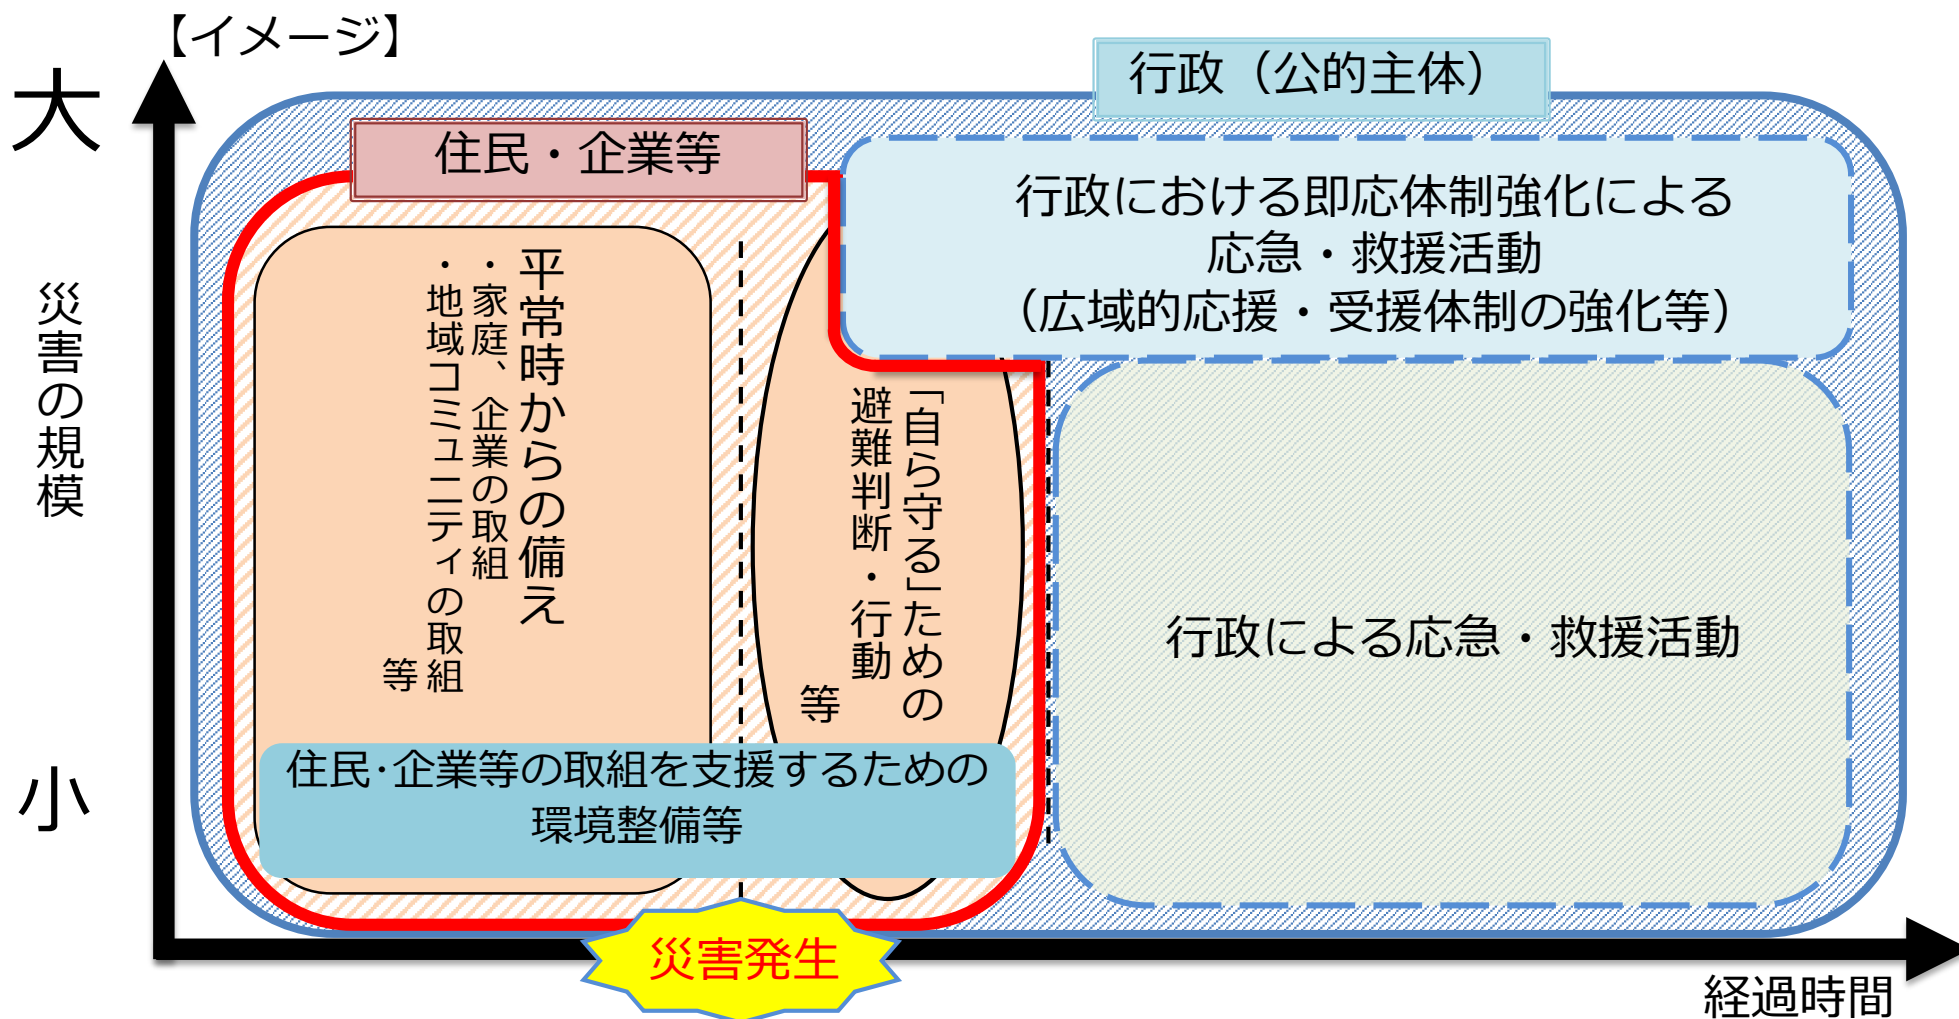 【イメージ】
大
災害の規模
小
行政（公的主体）
住民・企業等
行政における即応体制強化による
応急・救援活動
（広域的応援・受援体制の強化等）
平常時からの備え
・家庭、企業の取組
・地域コミュニティの取組
等
「自ら守る」ための
避難判断・行動
等
行政による応急・救援活動
住民・企業等の取組を支援するための
環境整備等
災害発生
経過時間